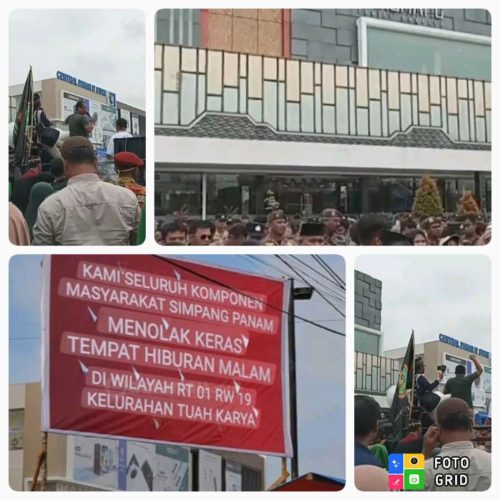 KAMI SELURUH KOMPONEN
MASYARAKAT SIMPANG PANAM
MENOLAK KERAS
TEMPAT HIBURAN MALAM
DI WILAYAH RT 01 RW 19
KELURAHAN TUAH KARYA
FOTO
GRID